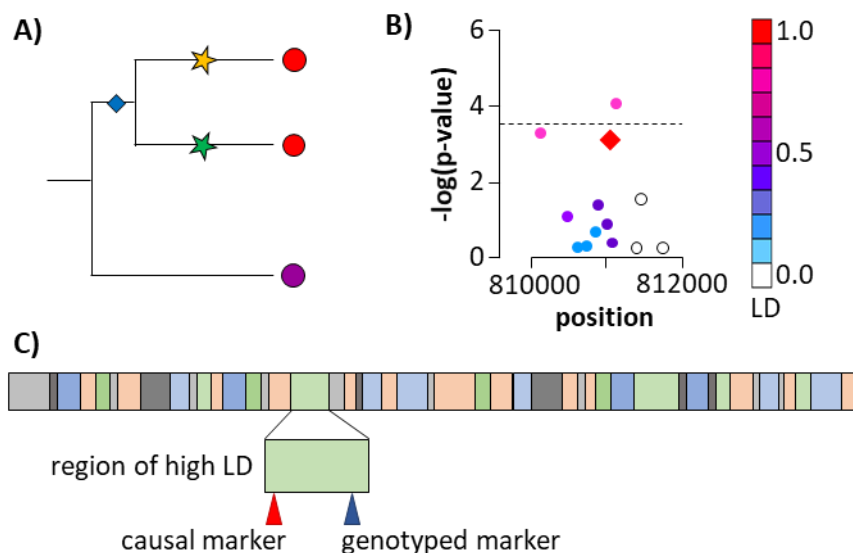 A)
B)
6
4
2
0
-log(p-value)
810000
812000
position
1.0
0.5
0.0
LD
C)
region of high LD
causal marker
genotyped marker